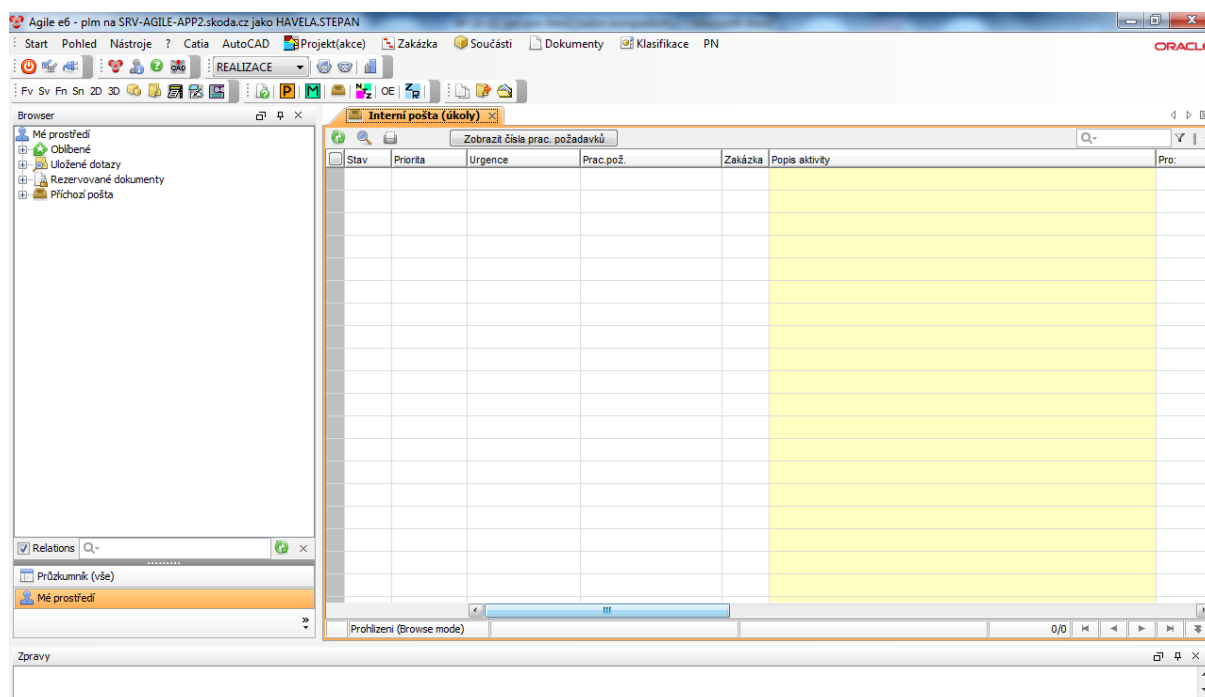 Agile e6 - plm na SRV-AGILE-APP2.skoda.cz jako HAVELA.STEPAN
Start Pohled Nástroje ? Catia AutoCAD Projekt(akce) Zakázka Součásti Dokumenty Klasifikace PN
ORACLE
CAD REALIZACE
Fv Sv Fn Sn 2D 3D P M N Z OE Z R
Browser
Interní pošta (úkoly)
Mé prostředí
Oblíbené
Uložené dotazy
Rezervované dokumenty
Příchozí pošta
Zobrazit čísla prac. požadavků
Stav Priorita Urgence Prac.pož. Zakázka Popis aktivity Pro:
Relations
Průzkumník (vše)
Mé prostředí
Prohlizeni (Browse mode) 0/0
Zpravy